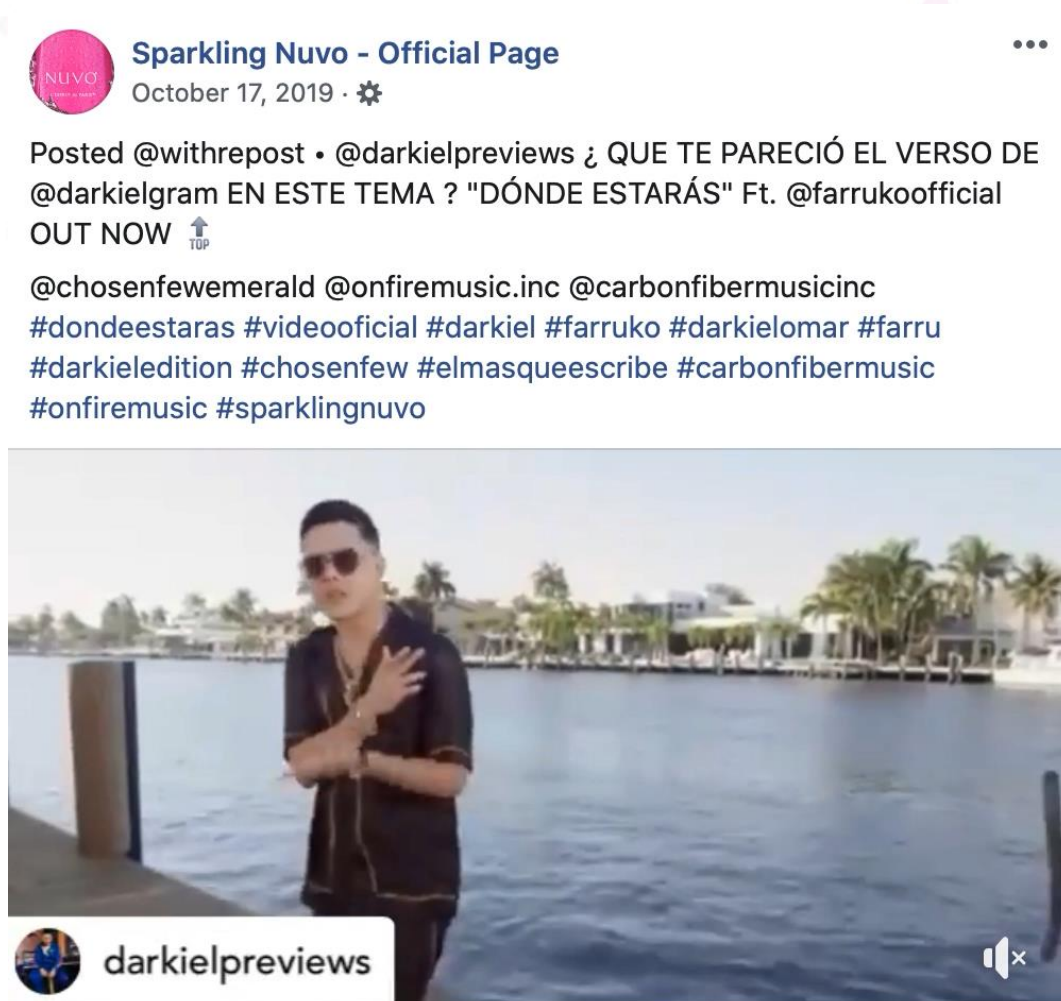 Sparkling Nuvo - Official Page
NUVO
October 17, 2019 ·
Posted @withrepost • @darkielpreviews ¿ QUE TE PARECIÓ EL VERSO DE
@darkielgram EN ESTE TEMA ? "DÓNDE ESTARÁS" Ft. @farrukoofficial
OUT NOW 🔝
@chosenfewemerald @onfiremusic.inc @carbonfibermusicinc
#dondeestaras #videooficial #darkiel #farruko #darkielomar #farru
#darkieledition #chosenfew #elmasqueescribe #carbonfibermusic
#onfiremusic #sparklingnuvo
darkielpreviews